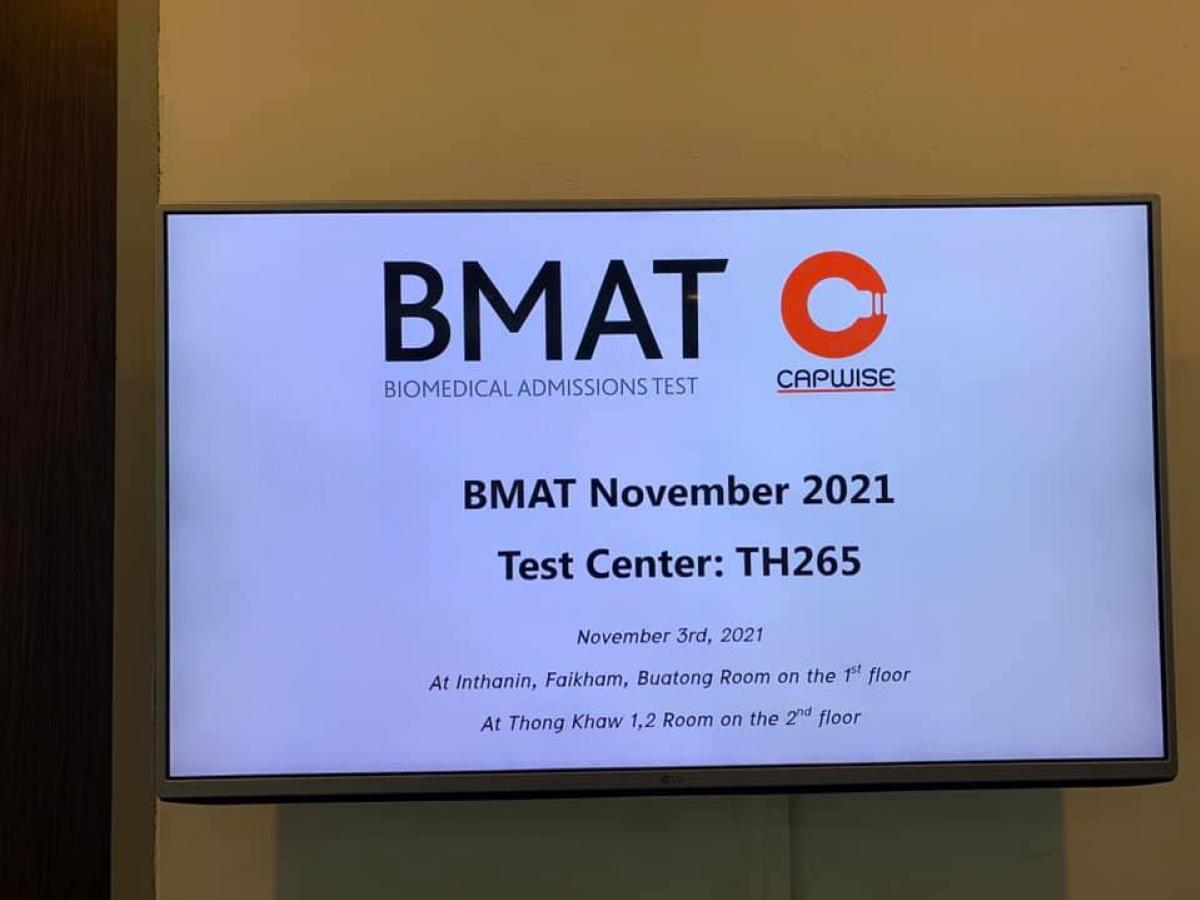 BMAT
BIOMEDICAL ADMISSIONS TEST
CAPWISE
BMAT November 2021
Test Center: TH265
November 3rd, 2021
At Inthanin, Faikham, Buatong Room on the 1st floor
At Thong Khaw 1,2 Room on the 2nd floor
LG